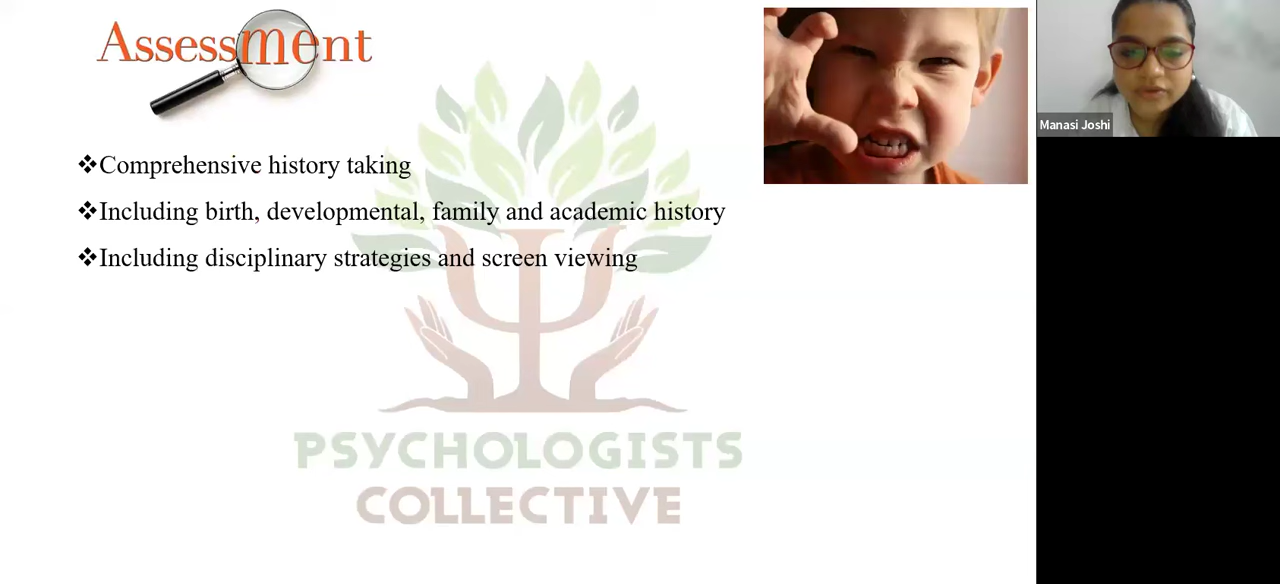 Assessment
Manasi Joshi
❖Comprehensive history taking
❖Including birth, developmental, family and academic history
❖Including disciplinary strategies and screen viewing
PSYCHOLOGISTS
COLLECTIVE